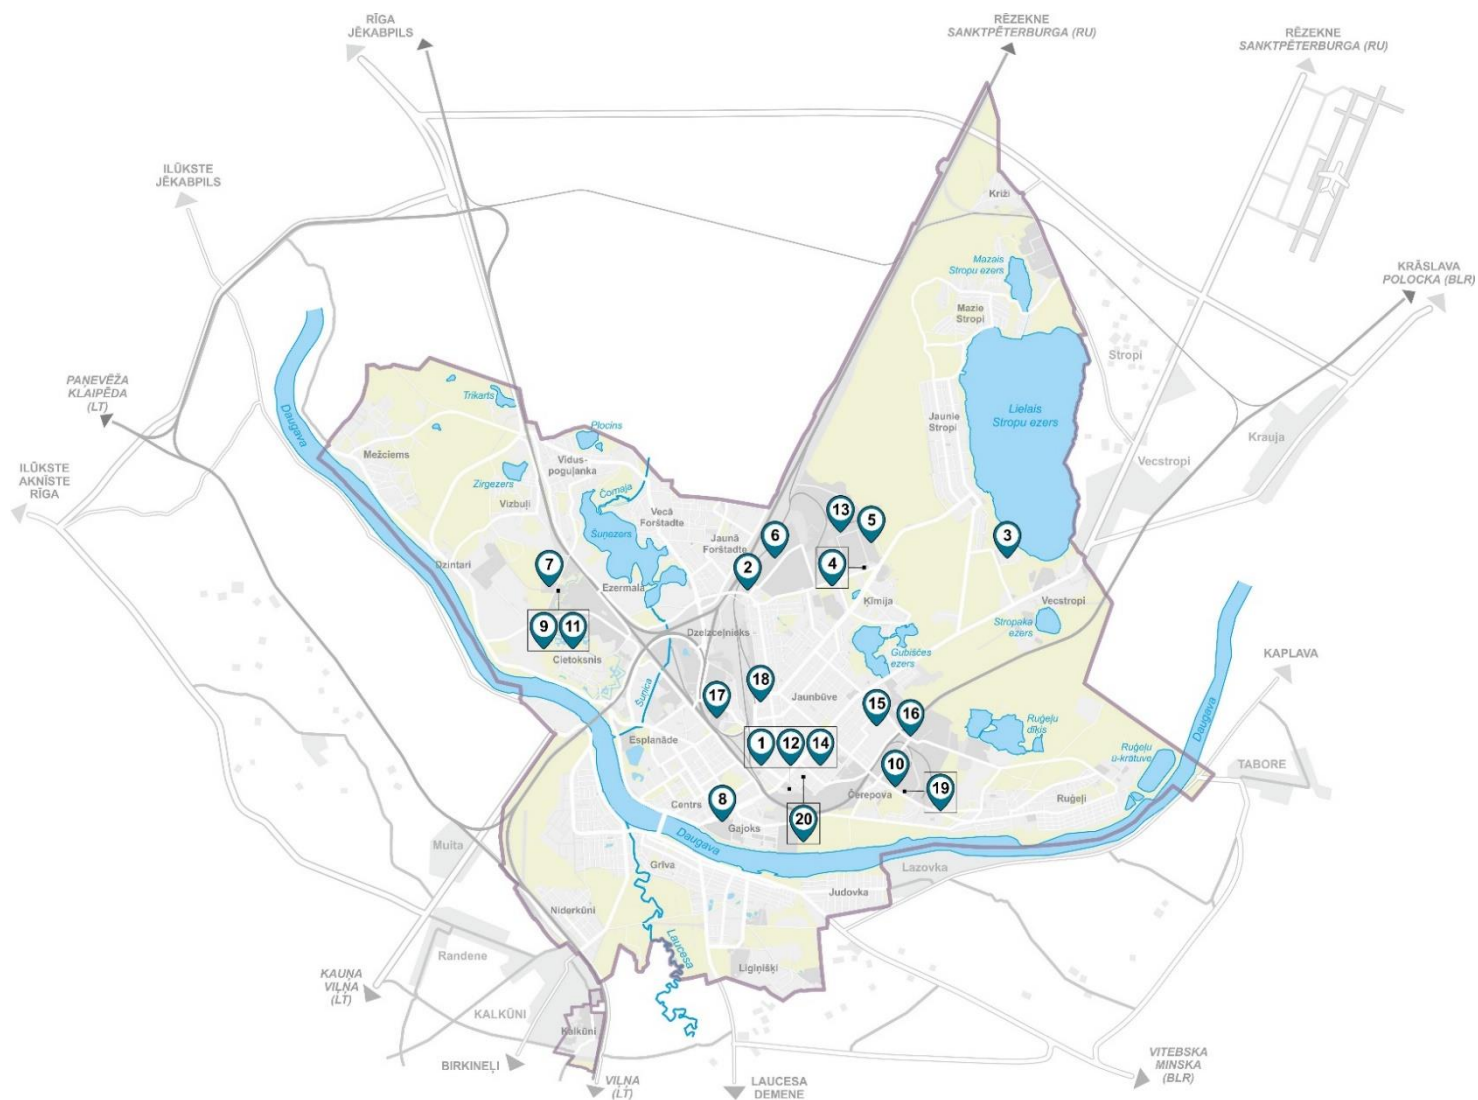 RĪGA
JĒKABPILS
RĒZEKNE
SANKTPĒTERBURGA (RU)
RĒZEKNE
SANKTPĒTERBURGA (RU)
ILŪKSTE
JĒKABPILS
Križi
Mazais
Stropu ezers
KRĀSLAVA
POLOCKA (BLR)
Mazie
Stropi
Stropi
PAŅEVĒŽA
KLAIPĒDA
(LT)
Daugava
Trikarts
Jaunie
Stropi
Lielais
Stropu ezers
Plocins
Krauja
Mežciems
Vidus-
poguļanka
Vecstropi
ILŪKSTE
AKNĪSTE
RĪGA
Zirgezers
Vizbuļi
Čornaja
Vecā
Forštadte
13
5
Šuņezers
Jaunā
Forštadte
6
3
Dzintari
7
2
4
Ezermala
Ķīmija
Vecstropi
9
11
Stropaka
ezers
Dzelzceļnieks
Gubiščes
ezers
Cietoksnis
KAPLAVA
Šuņica
17
18
Jaunbūve
15
16
Ruģeļu
dīķis
Daugava
Esplanāde
1
12
14
Ruģeļu
ū-krātuve
TABORE
10
19
Čerepova
Ruģeļi
8
Centrs
20
Gajoks
Muita
Daugava
Grīva
Lazovka
Judovka
Niderkūni
Laucesa
Randene
Liginišķi
KAUŅA
VIĻŅA
(LT)
KALKŪNI
Kalkūni
BIRKINEĻI
VIĻŅA
(LT)
LAUCESA
DEMENE
VITEBSKA
MINSKA
(BLR)